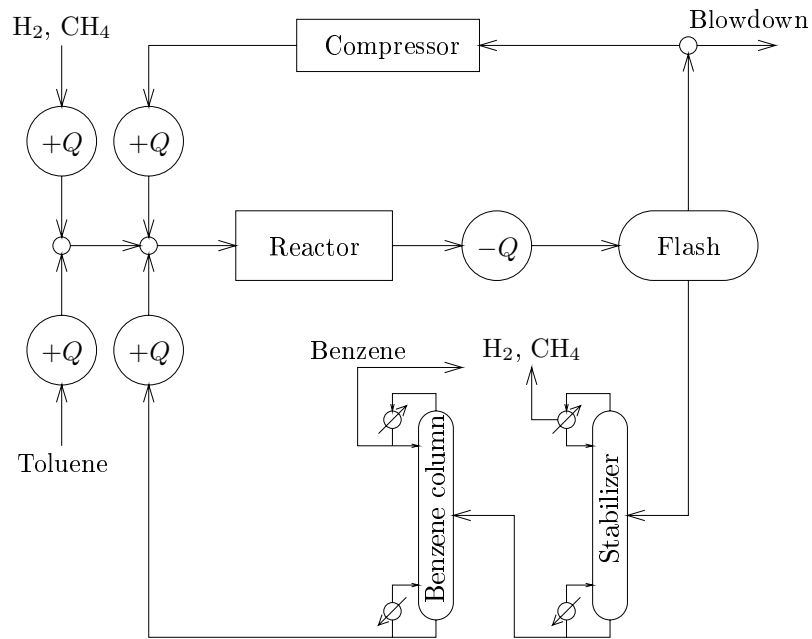 Blowdown
H₂, CH₄
Compressor
+Q
+Q
Reactor
−Q
Flash
+Q
+Q
Benzene
H₂, CH₄
Toluene
Benzene column
Stabilizer